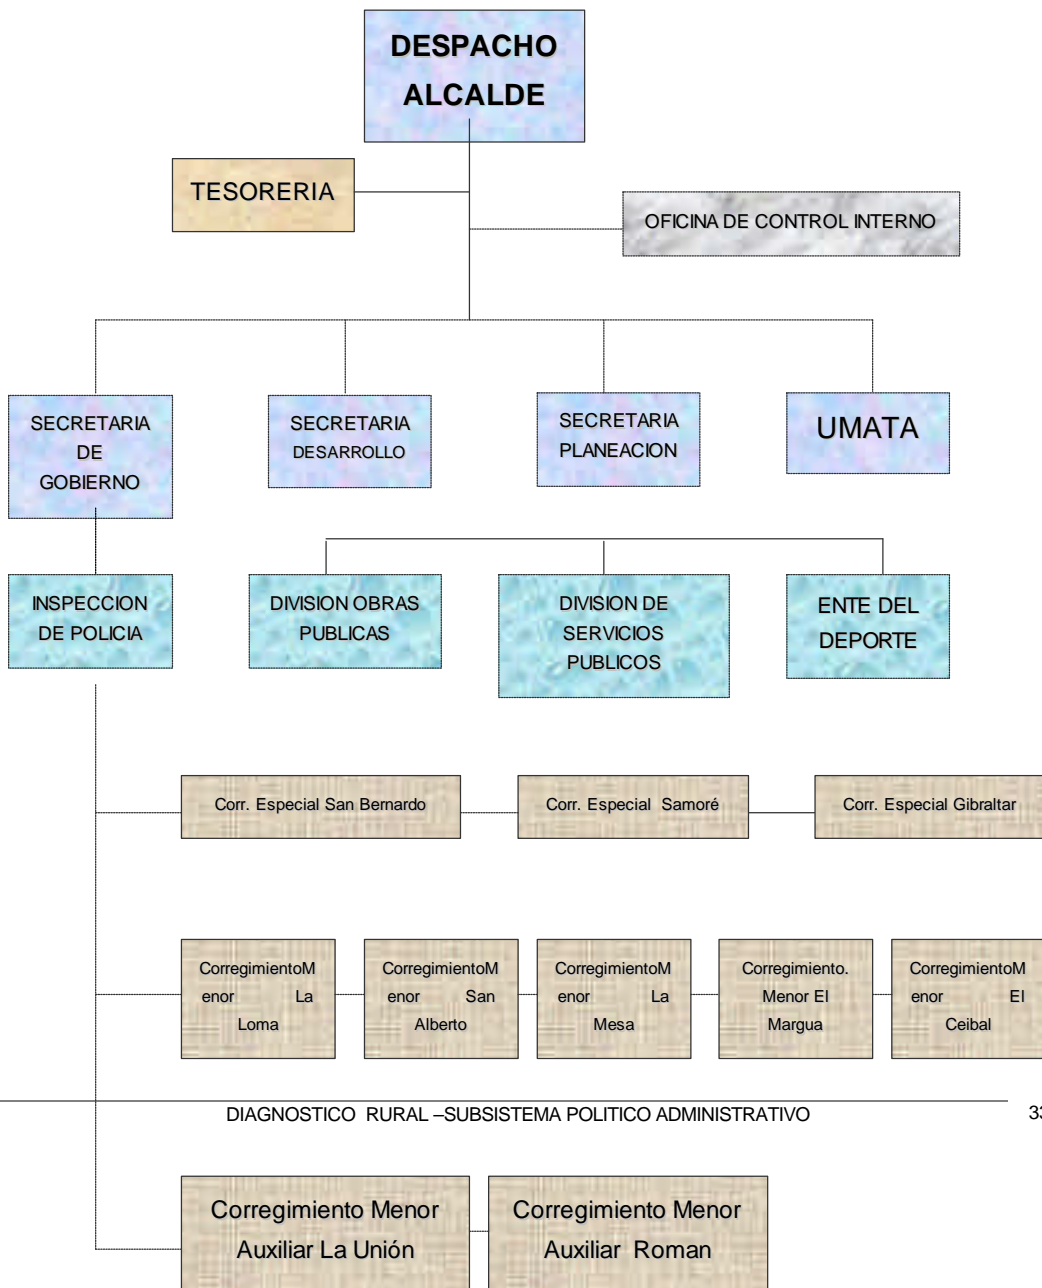 DESPACHO
ALCALDE
TESORERIA
OFICINA DE CONTROL INTERNO
SECRETARIA
DE
GOBIERNO
SECRETARIA
DESARROLLO
SECRETARIA
PLANEACION
UMATA
INSPECCION
DE POLICIA
DIVISION OBRAS
PUBLICAS
DIVISION DE
SERVICIOS
PUBLICOS
ENTE DEL
DEPORTE
Corr. Especial San Bernardo
Corr. Especial Samoré
Corr. Especial Gibraltar
CorregimientoM
enor La
Loma
CorregimientoM
enor San
Alberto
CorregimientoM
enor La
Mesa
Corregimiento.
Menor El
Margua
CorregimientoM
enor El
Ceibal
DIAGNOSTICO RURAL –SUBSISTEMA POLITICO ADMINISTRATIVO
33
Corregimiento Menor
Auxiliar La Unión
Corregimiento Menor
Auxiliar Roman